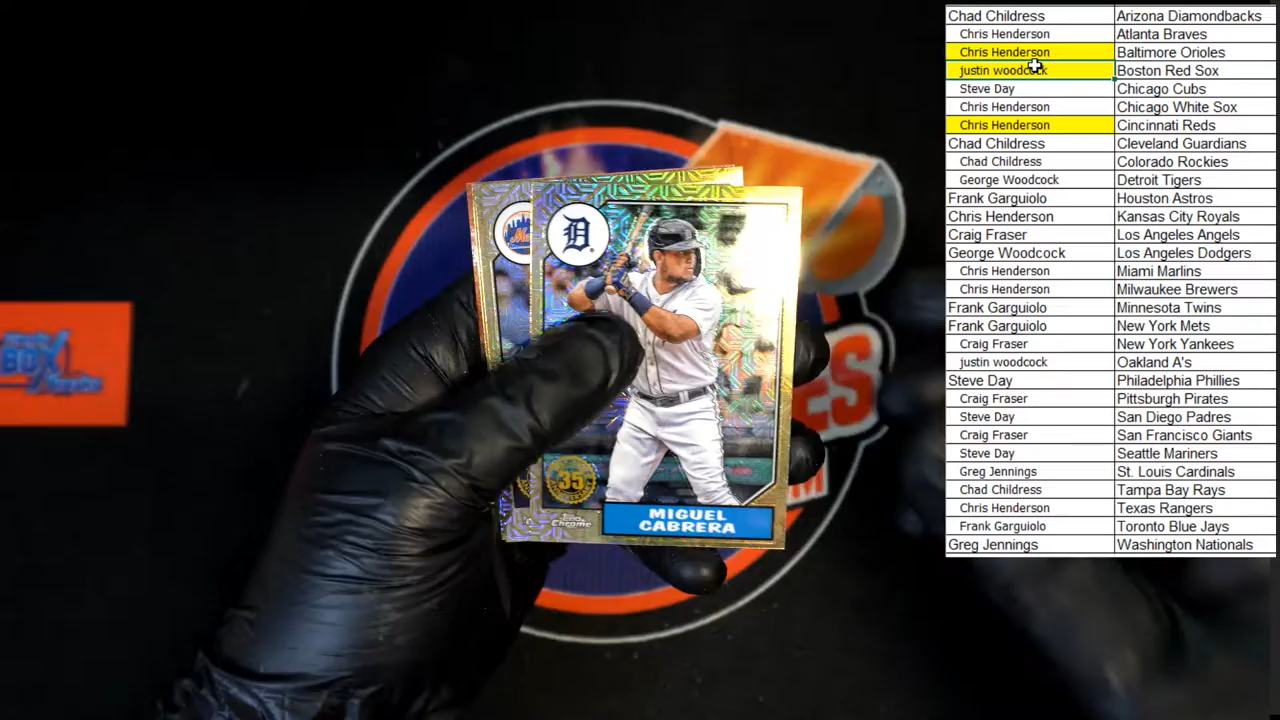 BOX
D
35
Topps
Chrome
MIGUEL
CABRERA
ES
M
Chad Childress Arizona Diamondbacks
Chris Henderson Atlanta Braves
Chris Henderson Baltimore Orioles
justin woodcock Boston Red Sox
Steve Day Chicago Cubs
Chris Henderson Chicago White Sox
Chris Henderson Cincinnati Reds
Chad Childress Cleveland Guardians
Chad Childress Colorado Rockies
George Woodcock Detroit Tigers
Frank Garguiolo Houston Astros
Chris Henderson Kansas City Royals
Craig Fraser Los Angeles Angels
George Woodcock Los Angeles Dodgers
Chris Henderson Miami Marlins
Chris Henderson Milwaukee Brewers
Frank Garguiolo Minnesota Twins
Frank Garguiolo New York Mets
Craig Fraser New York Yankees
justin woodcock Oakland A's
Steve Day Philadelphia Phillies
Craig Fraser Pittsburgh Pirates
Steve Day San Diego Padres
Craig Fraser San Francisco Giants
Steve Day Seattle Mariners
Greg Jennings St. Louis Cardinals
Chad Childress Tampa Bay Rays
Chris Henderson Texas Rangers
Frank Garguiolo Toronto Blue Jays
Greg Jennings Washington Nationals